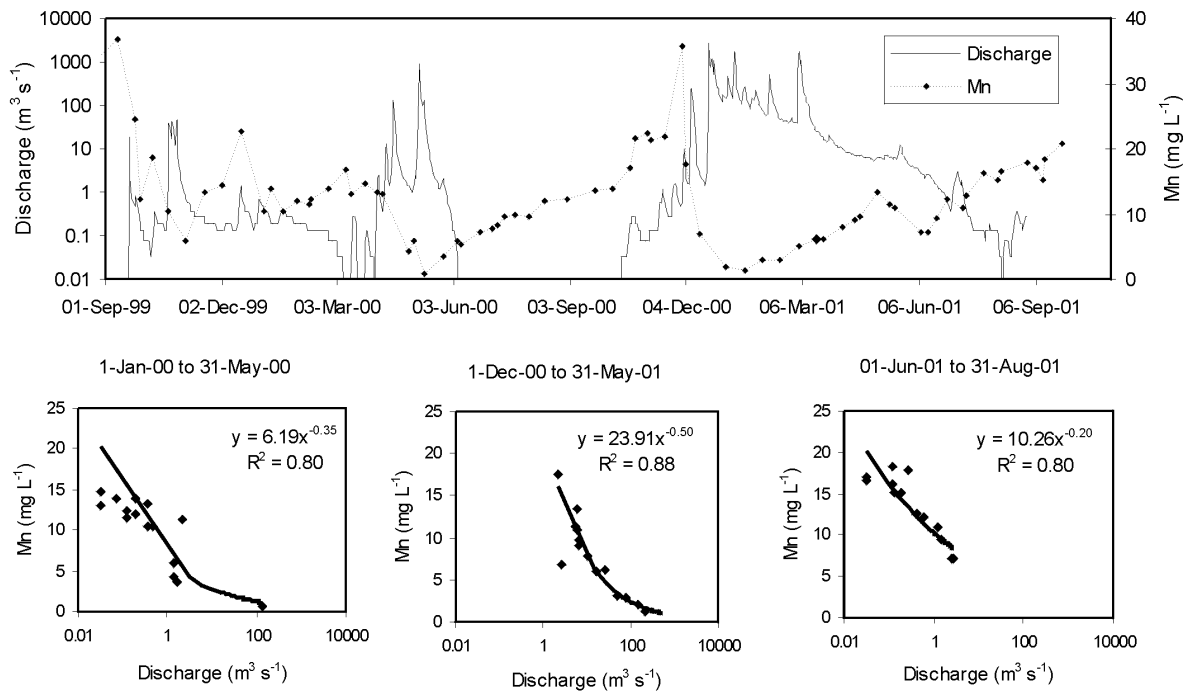 10000
1000
100
10
1
0.1
0.01
Discharge (m³ s⁻¹)
40
30
20
10
0
Mn (mg L⁻¹)
Discharge
Mn
01-Sep-99 02-Dec-99 03-Mar-00 03-Jun-00 03-Sep-00 04-Dec-00 06-Mar-01 06-Jun-01 06-Sep-01
1-Jan-00 to 31-May-00
25
20
15
10
5
0
Mn (mg L⁻¹)
y = 6.19x⁻⁰·³⁵
R² = 0.80
0.01 1 100 10000
Discharge (m³ s⁻¹)
1-Dec-00 to 31-May-01
25
20
15
10
5
0
Mn (mg L⁻¹)
y = 23.91x⁻⁰·⁵⁰
R² = 0.88
0.01 1 100 10000
Discharge (m³ s⁻¹)
01-Jun-01 to 31-Aug-01
25
20
15
10
5
0
Mn (mg L⁻¹)
y = 10.26x⁻⁰·²⁰
R² = 0.80
0.01 1 100 10000
Discharge (m³ s⁻¹)